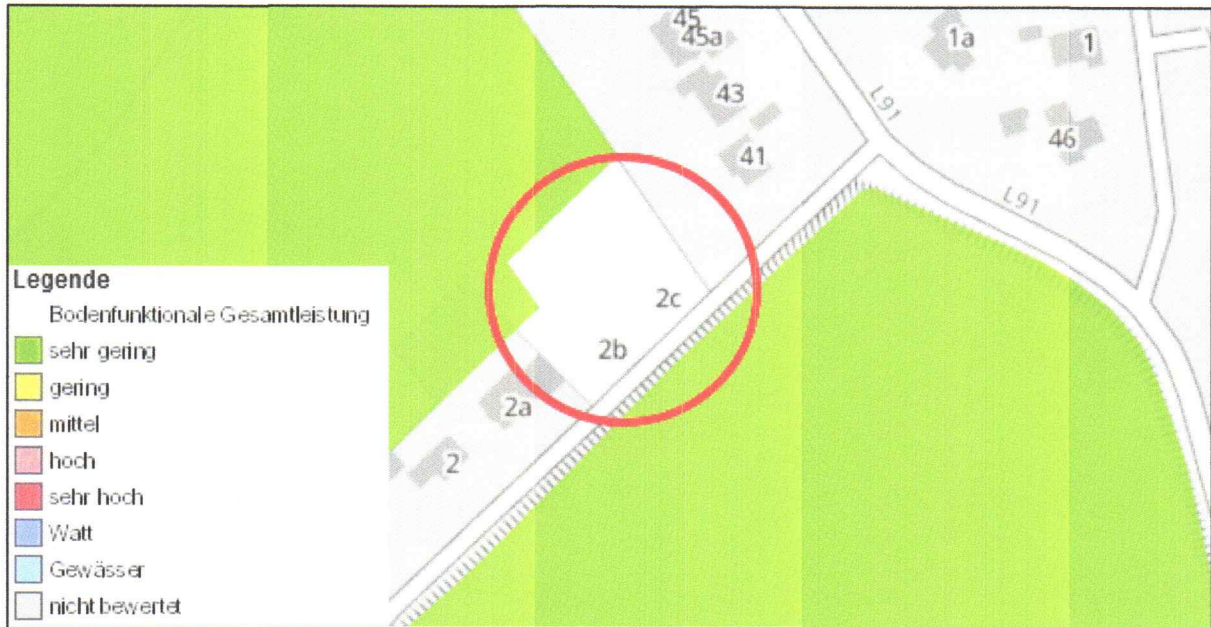 45
45a
43
41
L91
1a
1
46
L91
2c
2b
2a
2
Legende
Bodenfunktionale Gesamtleistung
sehr gering
gering
mittel
hoch
sehr hoch
Watt
Gewässer
nicht bewertet